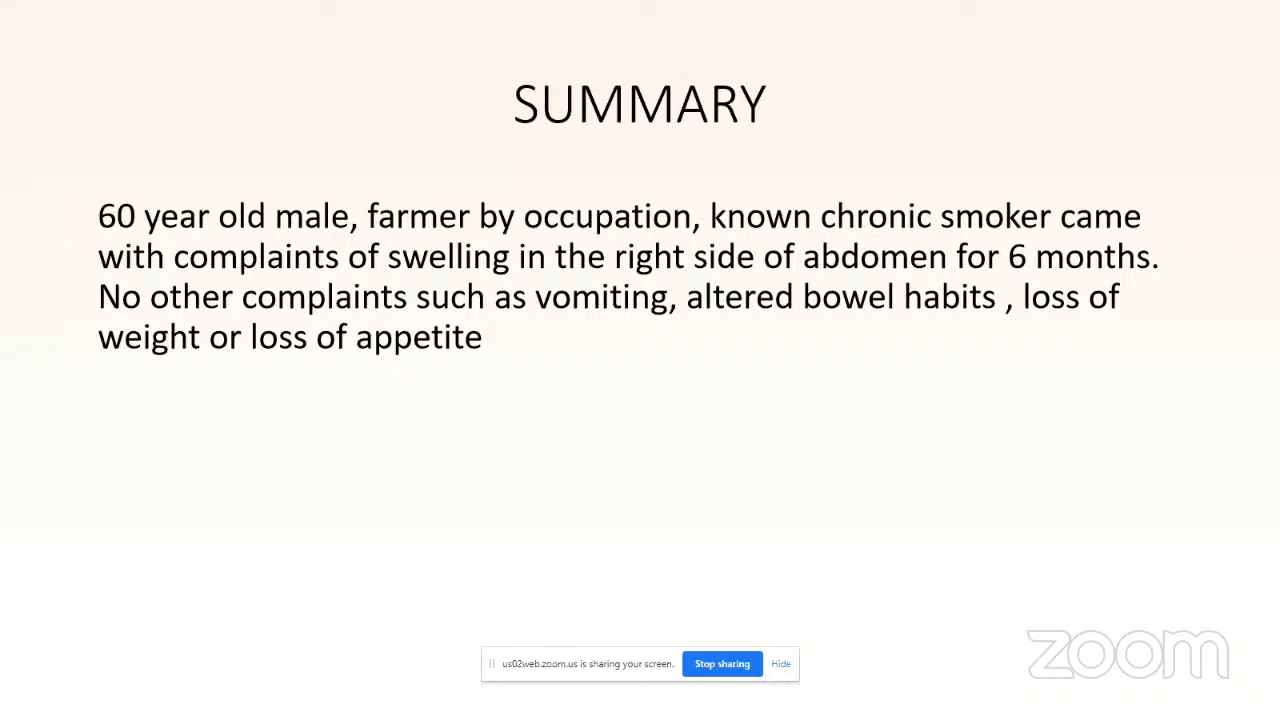 SUMMARY
60 year old male, farmer by occupation, known chronic smoker came
with complaints of swelling in the right side of abdomen for 6 months.
No other complaints such as vomiting, altered bowel habits , loss of
weight or loss of appetite
us02web.zoom.us is sharing your screen. Stop sharing Hide
zoom